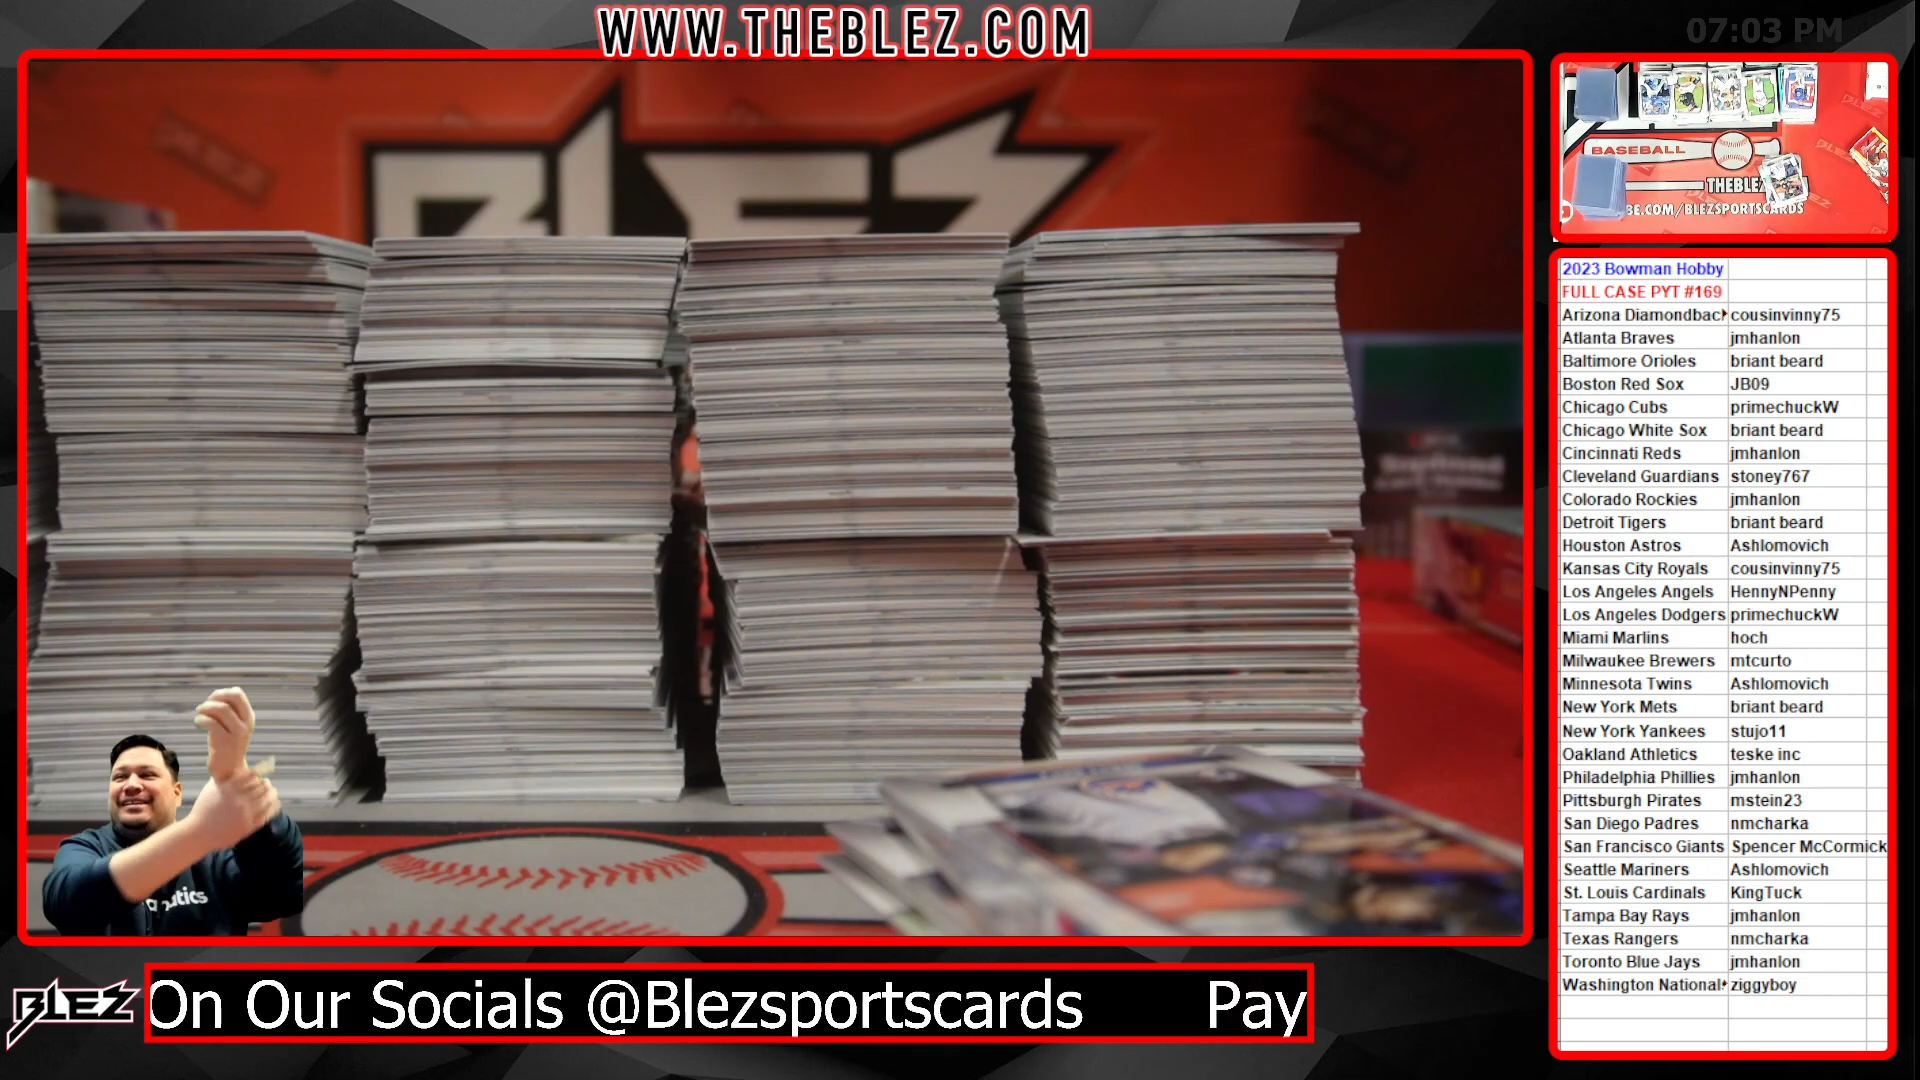 WWW.THEBLEZ.COM
07:03 PM
BLEZ
BASEBALL
THEBLE
BE.COM/BLEZSPORTSCARDS
2023 Bowman Hobby
FULL CASE PYT #169
Arizona Diamondback cousinvinny75
Atlanta Braves jmhanlon
Baltimore Orioles briant beard
Boston Red Sox JB09
Chicago Cubs primechuckW
Chicago White Sox briant beard
Cincinnati Reds jmhanlon
Cleveland Guardians stoney767
Colorado Rockies jmhanlon
Detroit Tigers briant beard
Houston Astros Ashlomovich
Kansas City Royals cousinvinny75
Los Angeles Angels HennyNPenny
Los Angeles Dodgers primechuckW
Miami Marlins hoch
Milwaukee Brewers mtcurto
Minnesota Twins Ashlomovich
New York Mets briant beard
New York Yankees stujo11
Oakland Athletics teske inc
Philadelphia Phillies jmhanlon
Pittsburgh Pirates mstein23
San Diego Padres nmcharka
San Francisco Giants Spencer McCormick
Seattle Mariners Ashlomovich
St. Louis Cardinals KingTuck
Tampa Bay Rays jmhanlon
Texas Rangers nmcharka
Toronto Blue Jays jmhanlon
Washington National ziggyboy
BLEZ
On Our Socials @Blezsportscards Pay